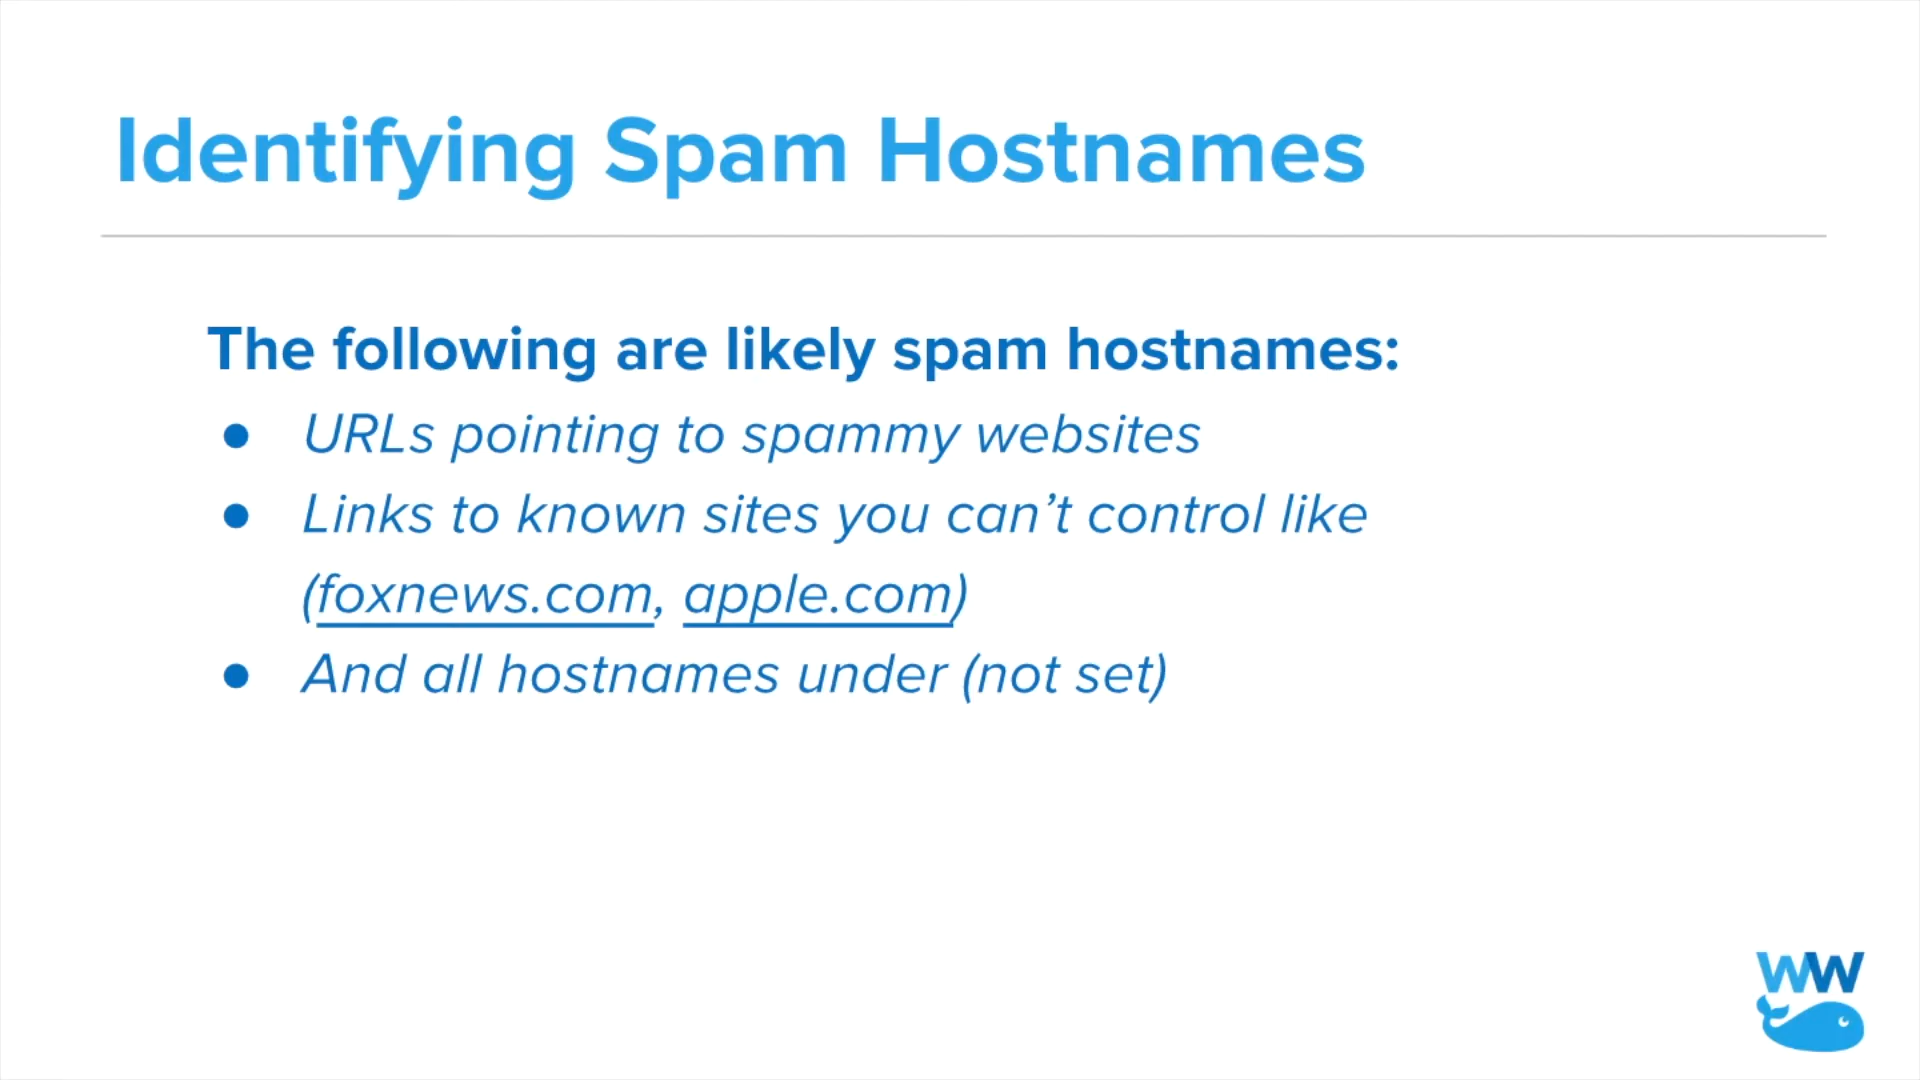 Identifying Spam Hostnames
The following are likely spam hostnames:
● URLs pointing to spammy websites
● Links to known sites you can’t control like
(foxnews.com, apple.com)
● And all hostnames under (not set)
WW